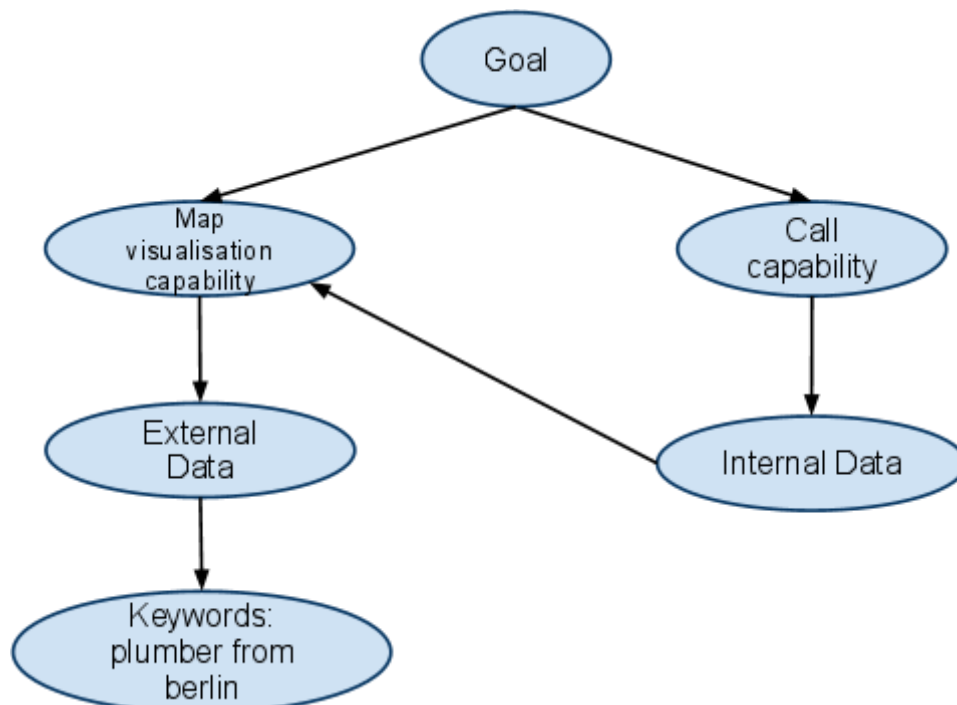 Goal
Map
visualisation
capability
Call
capability
External
Data
Internal Data
Keywords:
plumber from
berlin